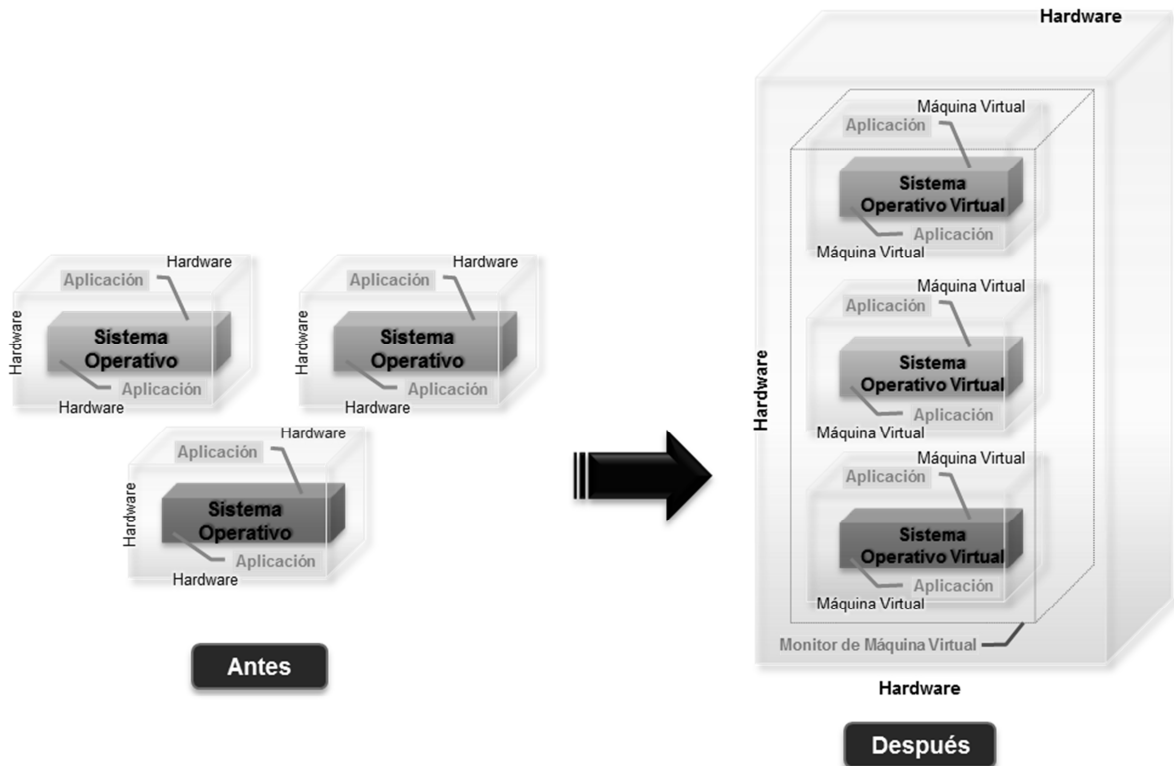 Hardware
Aplicación
Hardware
Sistema
Operativo
Aplicación
Hardware
Hardware
Aplicación
Hardware
Sistema
Operativo
Aplicación
Hardware
Hardware
Aplicación
Hardware
Sistema
Operativo
Aplicación
Hardware
Antes
Hardware
Hardware
Máquina Virtual
Aplicación
Sistema
Operativo Virtual
Aplicación
Máquina Virtual
Máquina Virtual
Aplicación
Sistema
Operativo Virtual
Aplicación
Máquina Virtual
Máquina Virtual
Aplicación
Sistema
Operativo Virtual
Aplicación
Máquina Virtual
Monitor de Máquina Virtual
Hardware
Después